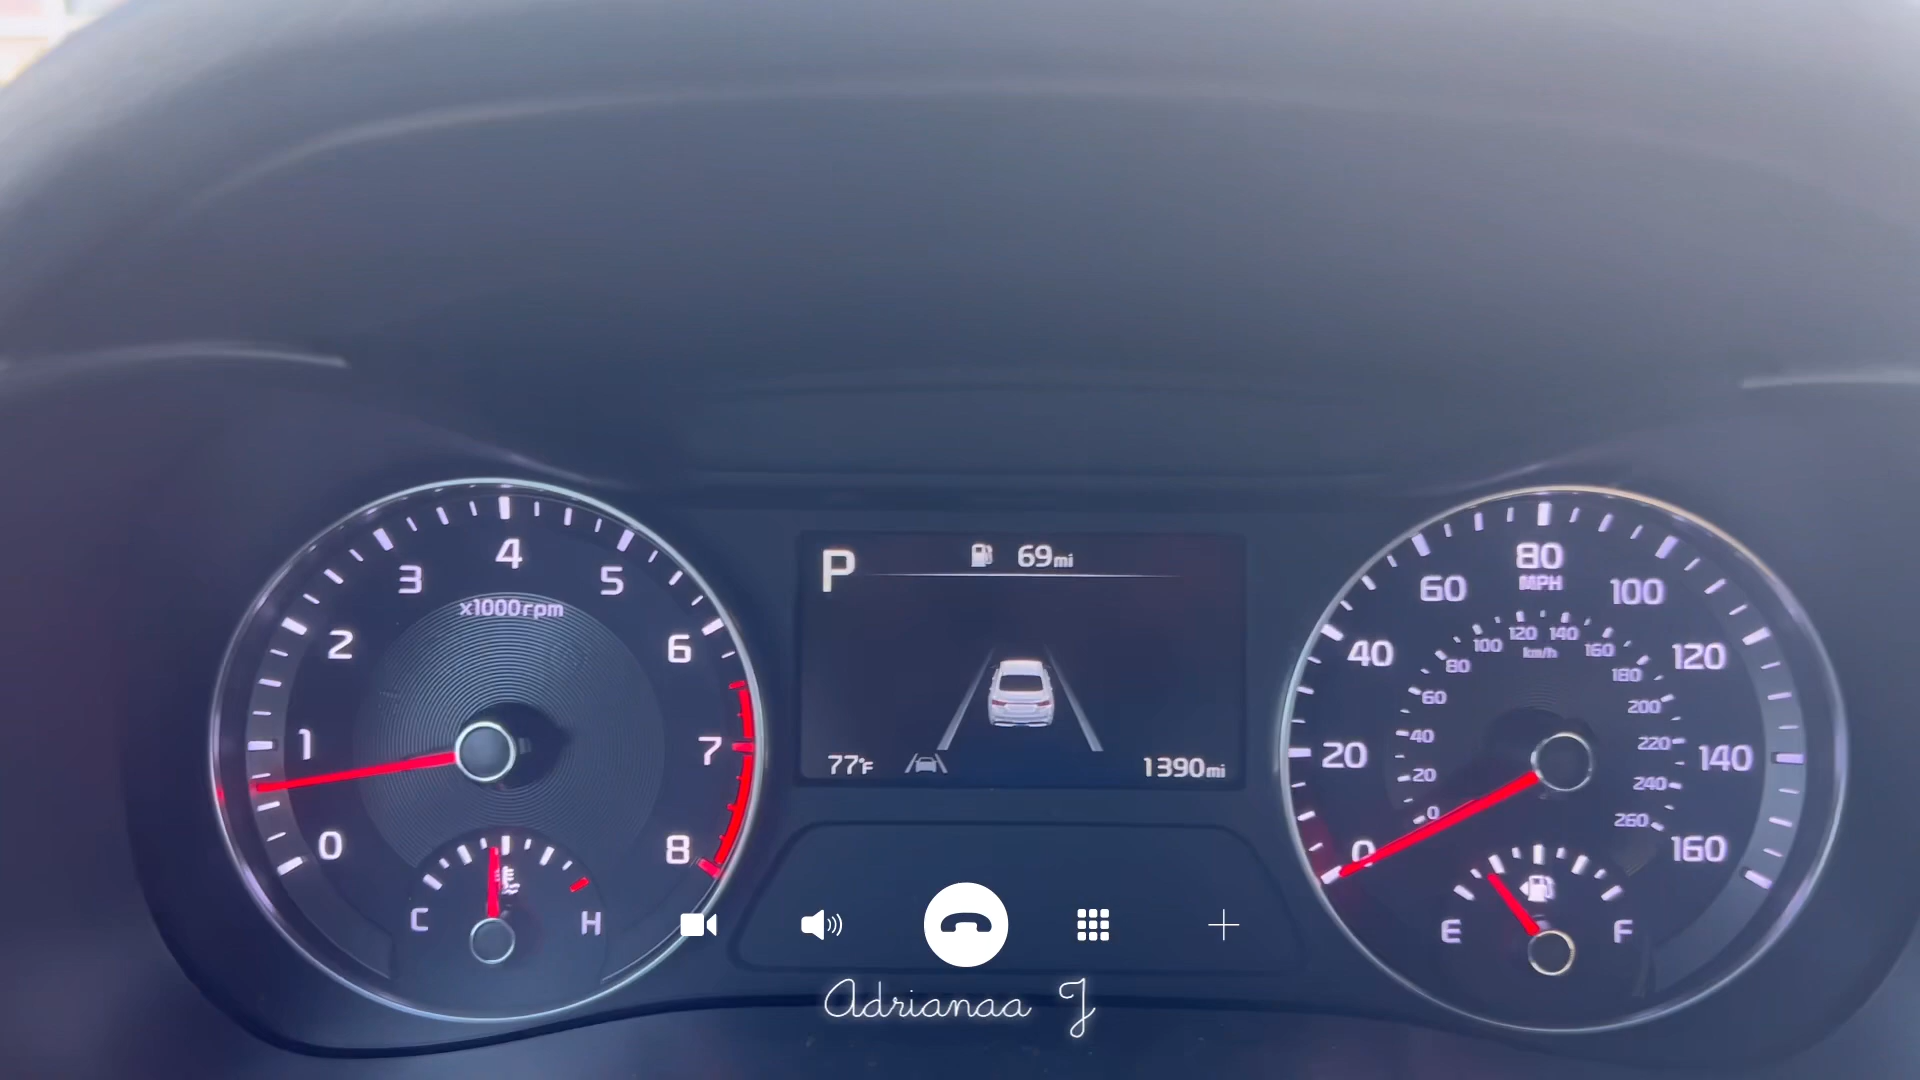 P 69mi
77°F 1390mi
x1000rpm
0 1 2 3 4 5 6 7 8
C H
MPH
0 20 40 60 80 100 120 140 160
km/h
0 20 40 60 80 100 120 140 160 180 200 220 240 260
E F
Adrianaa J